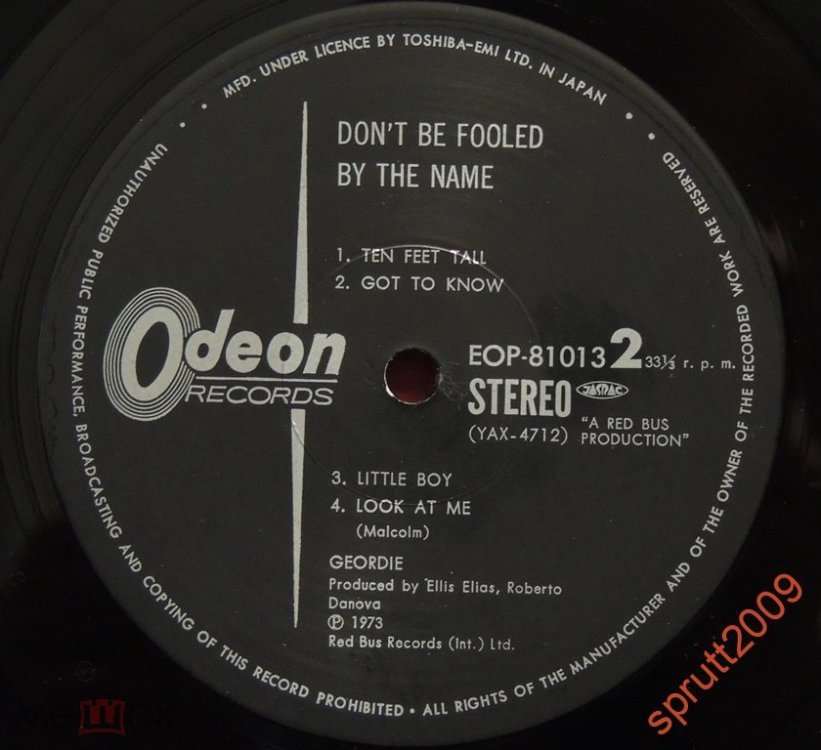 MFD. UNDER LICENCE BY TOSHIBA-EMI LTD. IN JAPAN
DON'T BE FOOLED
BY THE NAME
1. TEN FEET TALL
2. GOT TO KNOW
Odeon
RECORDS
EOP-81013 2 33⅓ r. p. m.
STEREO JASRAC
(YAX-4712) "A RED BUS
PRODUCTION"
3. LITTLE BOY
4. LOOK AT ME
(Malcolm)
GEORDIE
Produced by Ellis Elias, Roberto
Danova
Ⓟ 1973
Red Bus Records (Int.) Ltd.
UNAUTHORIZED PUBLIC PERFORMANCE, BROADCASTING AND COPYING OF THIS RECORD PROHIBITED • ALL RIGHTS OF THE MANUFACTURER AND OF THE OWNER OF THE RECORDED WORK ARE RESERVED
sprutt2009